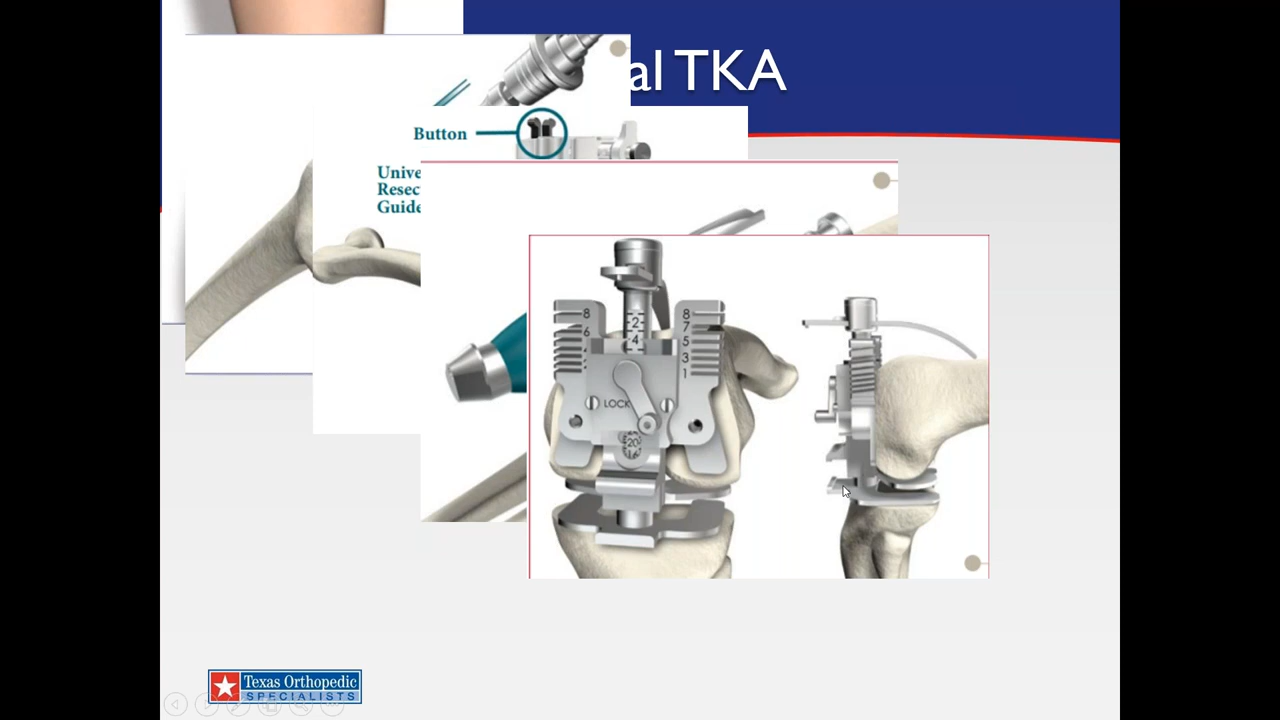 al TKA
Button
Unive
Resec
Guide
8
6
2
4
8
7
5
3
1
LOCK
20
Texas Orthopedic
SPECIALISTS